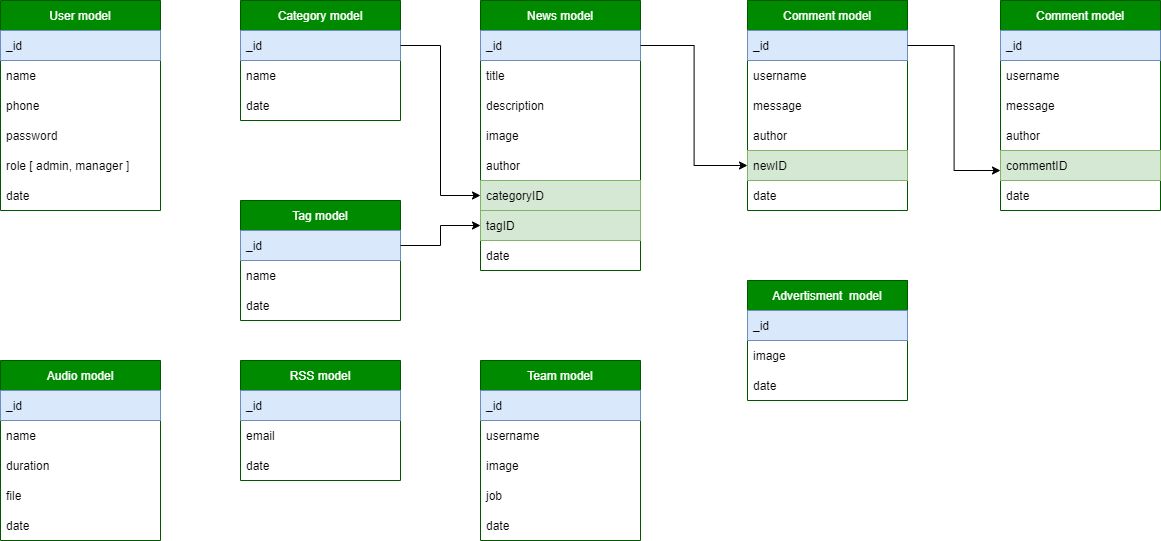 User model
_id
name
phone
password
role [ admin, manager ]
date
Category model
_id
name
date
Tag model
_id
name
date
News model
_id
title
description
image
author
categoryID
tagID
date
Comment model
_id
username
message
author
newID
date
Comment model
_id
username
message
author
commentID
date
Advertisment  model
_id
image
date
Audio model
_id
name
duration
file
date
RSS model
_id
email
date
Team model
_id
username
image
job
date